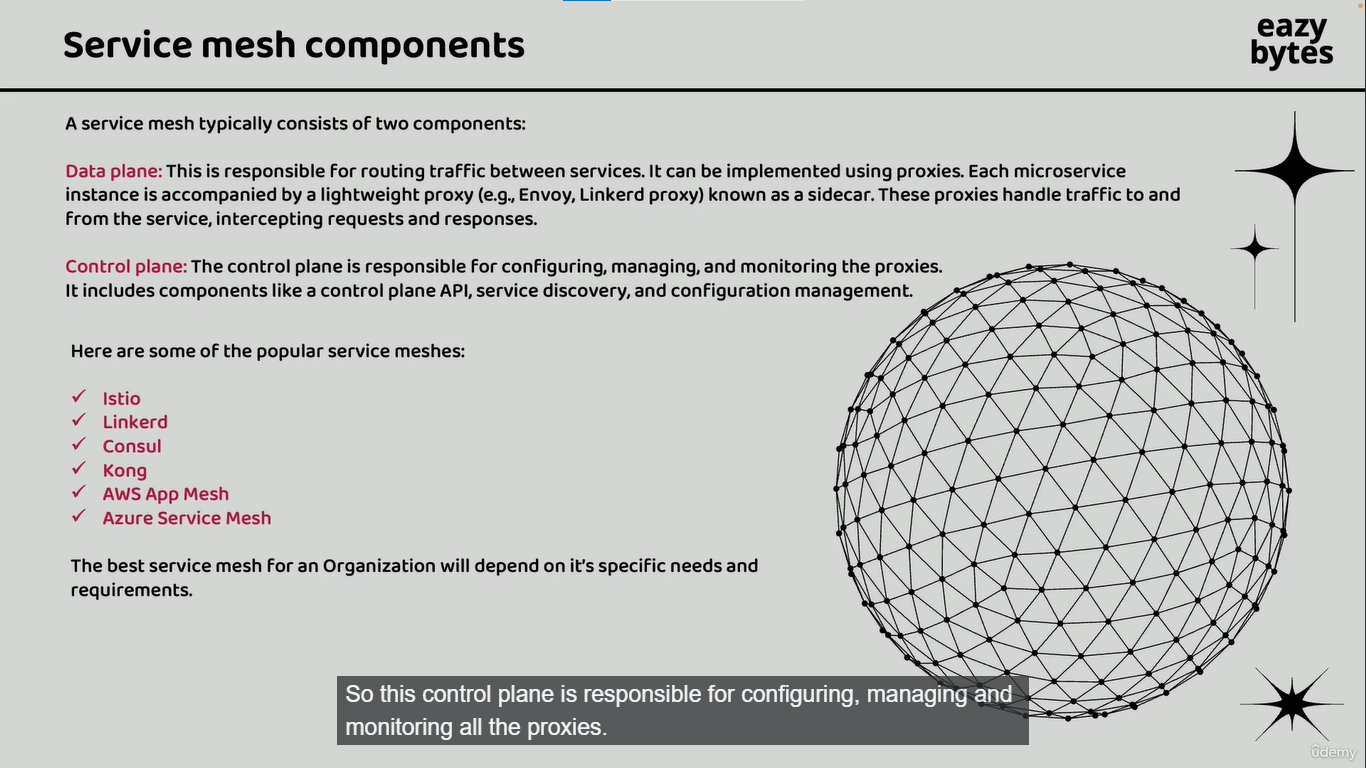 Service mesh components
eazy
bytes
A service mesh typically consists of two components:
Data plane: This is responsible for routing traffic between services. It can be implemented using proxies. Each microservice
instance is accompanied by a lightweight proxy (e.g., Envoy, Linkerd proxy) known as a sidecar. These proxies handle traffic to and
from the service, intercepting requests and responses.
Control plane: The control plane is responsible for configuring, managing, and monitoring the proxies.
It includes components like a control plane API, service discovery, and configuration management.
Here are some of the popular service meshes:
✓ Istio
✓ Linkerd
✓ Consul
✓ Kong
✓ AWS App Mesh
✓ Azure Service Mesh
The best service mesh for an Organization will depend on it's specific needs and
requirements.
So this control plane is responsible for configuring, managing and
monitoring all the proxies.
ûdemy